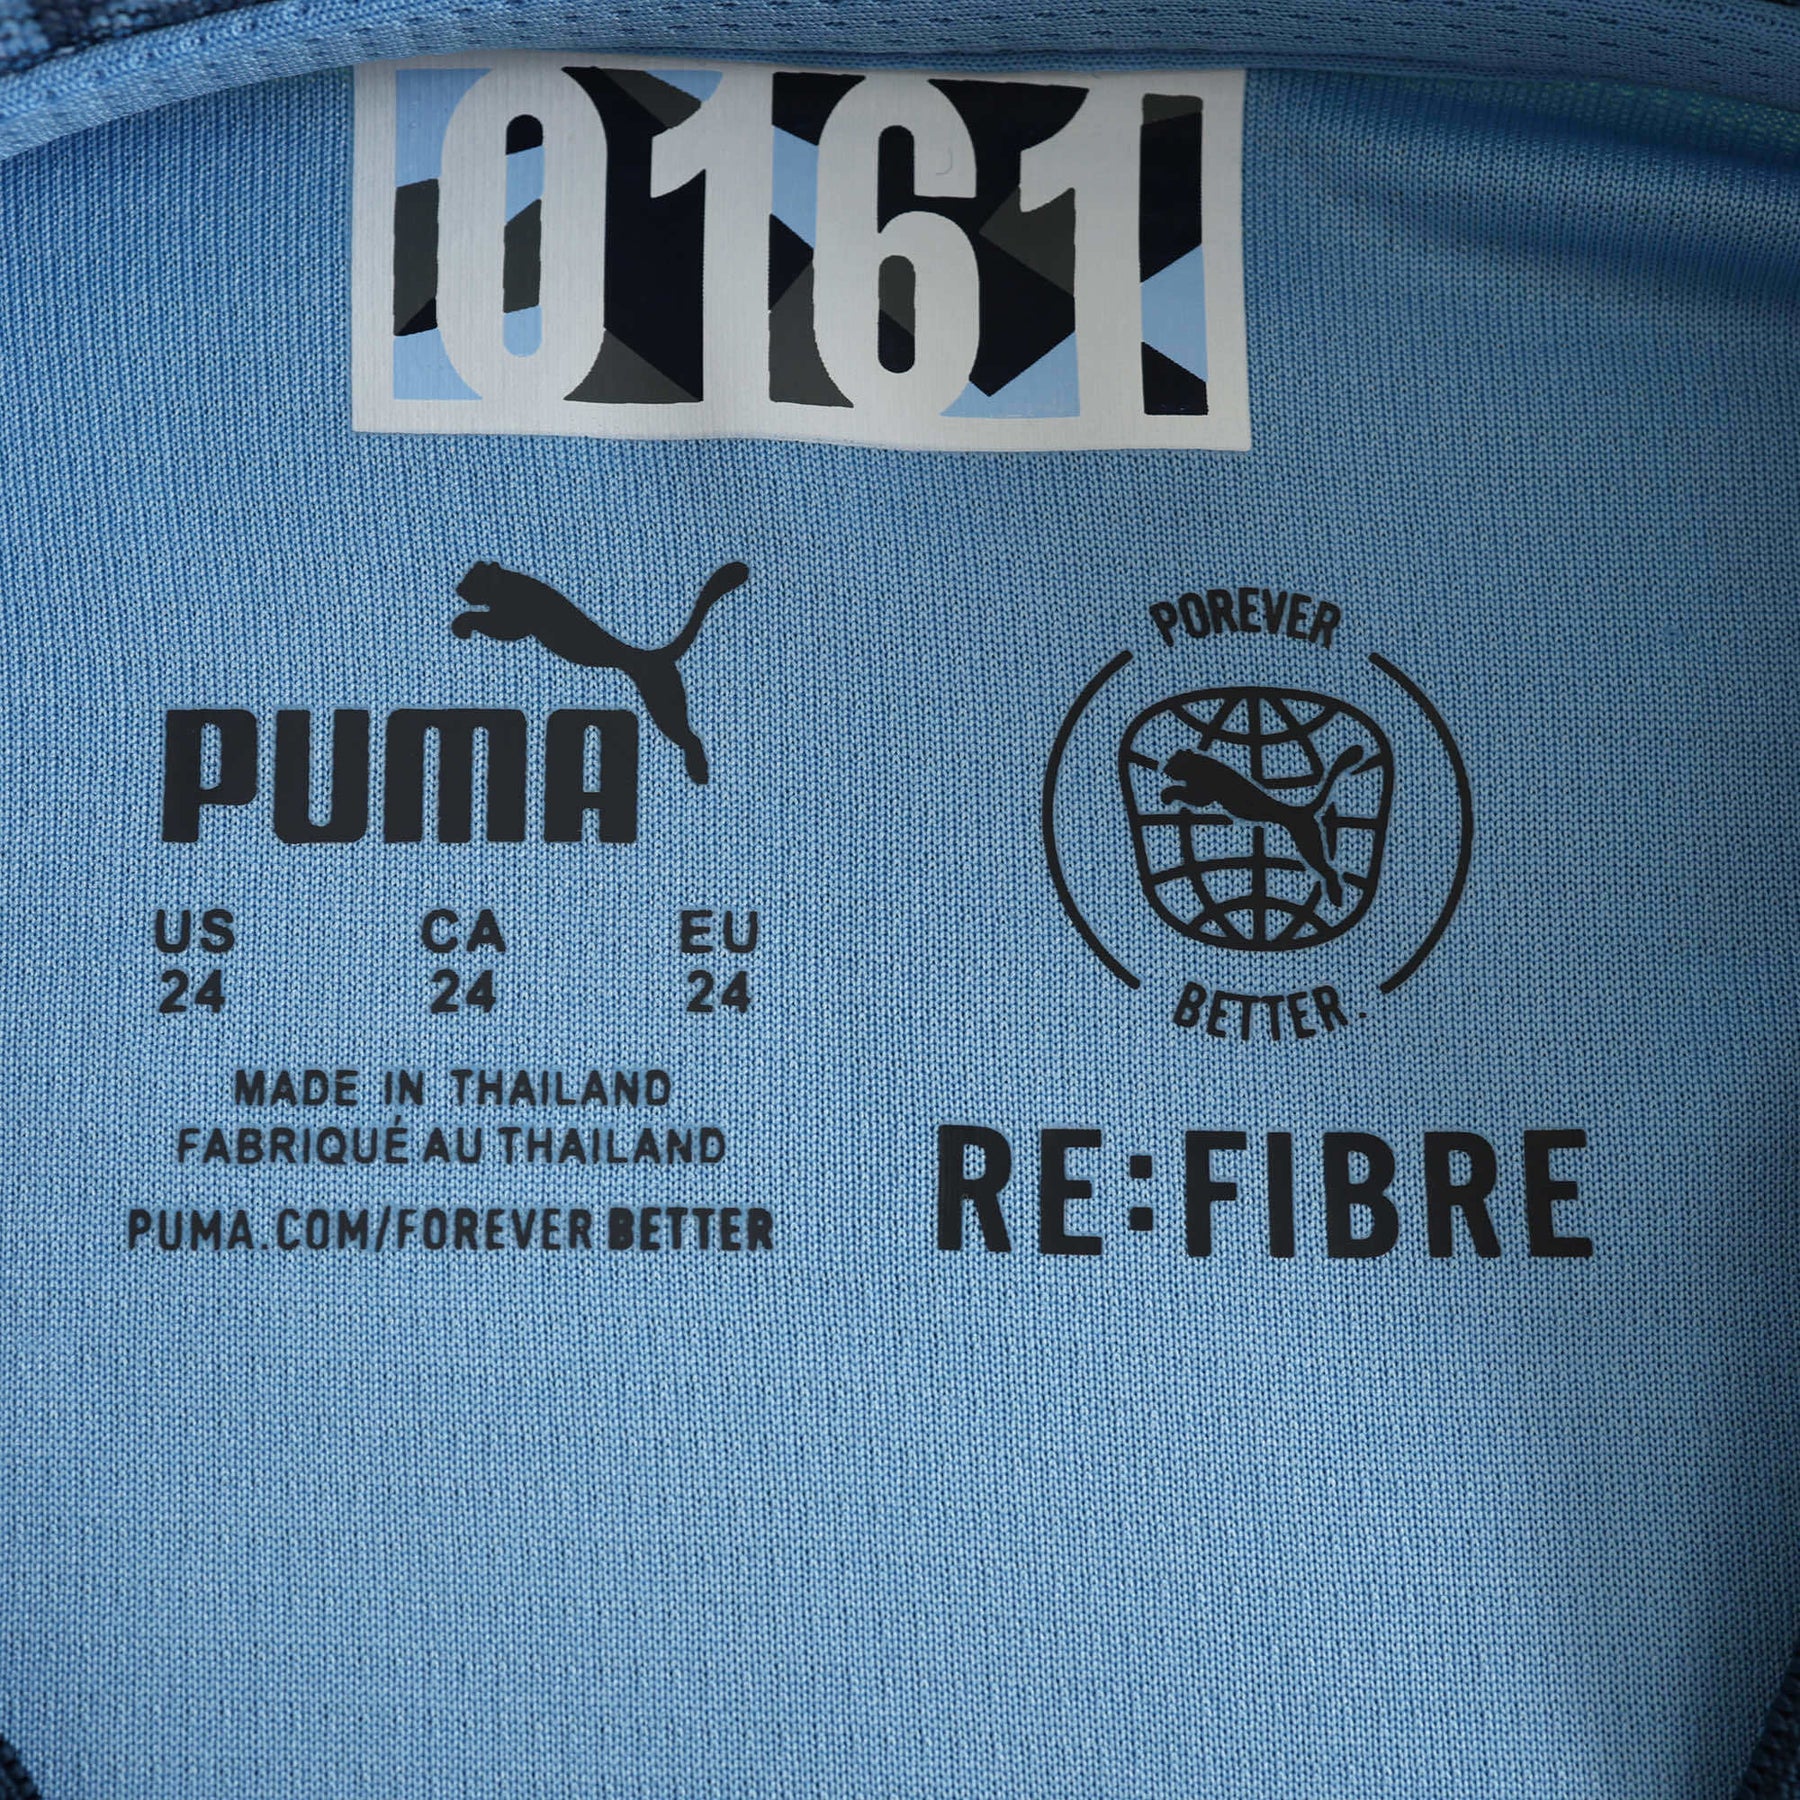 0161
PUMA
US CA EU
24 24 24
MADE IN THAILAND
FABRIQUÉ AU THAILAND
PUMA.COM/FOREVER BETTER
POREVER
BETTER.
RE:FIBRE